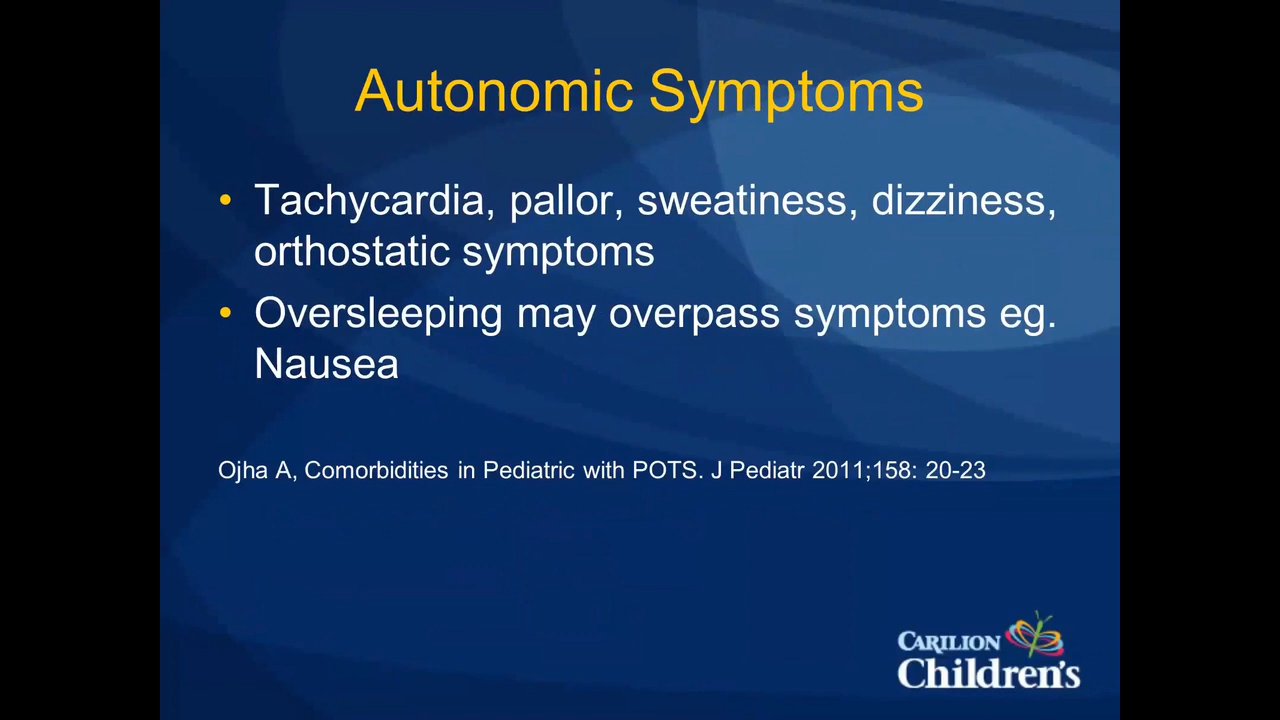 Autonomic Symptoms
• Tachycardia, pallor, sweatiness, dizziness,
orthostatic symptoms
• Oversleeping may overpass symptoms eg.
Nausea
Ojha A, Comorbidities in Pediatric with POTS. J Pediatr 2011;158: 20-23
CARILION
Children's